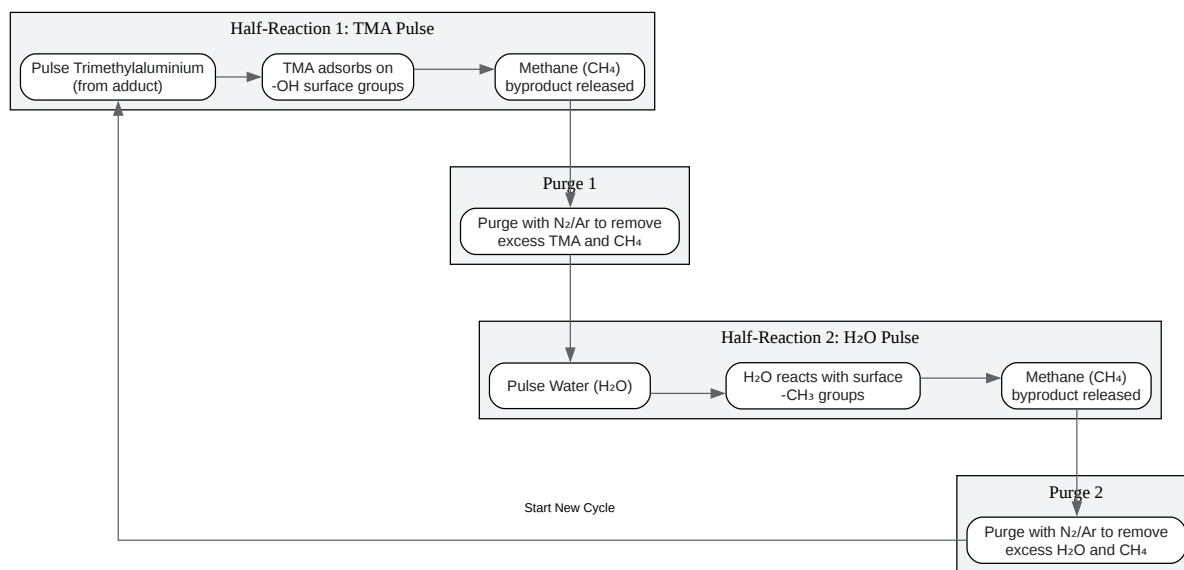 Half-Reaction 1: TMA Pulse
Pulse Trimethylaluminium
(from adduct)
TMA adsorbs on
-OH surface groups
Methane (CH₄)
byproduct released
Purge 1
Purge with N₂/Ar to remove
excess TMA and CH₄
Half-Reaction 2: H₂O Pulse
Pulse Water (H₂O)
H₂O reacts with surface
-CH₃ groups
Methane (CH₄)
byproduct released
Purge 2
Purge with N₂/Ar to remove
excess H₂O and CH₄
Start New Cycle